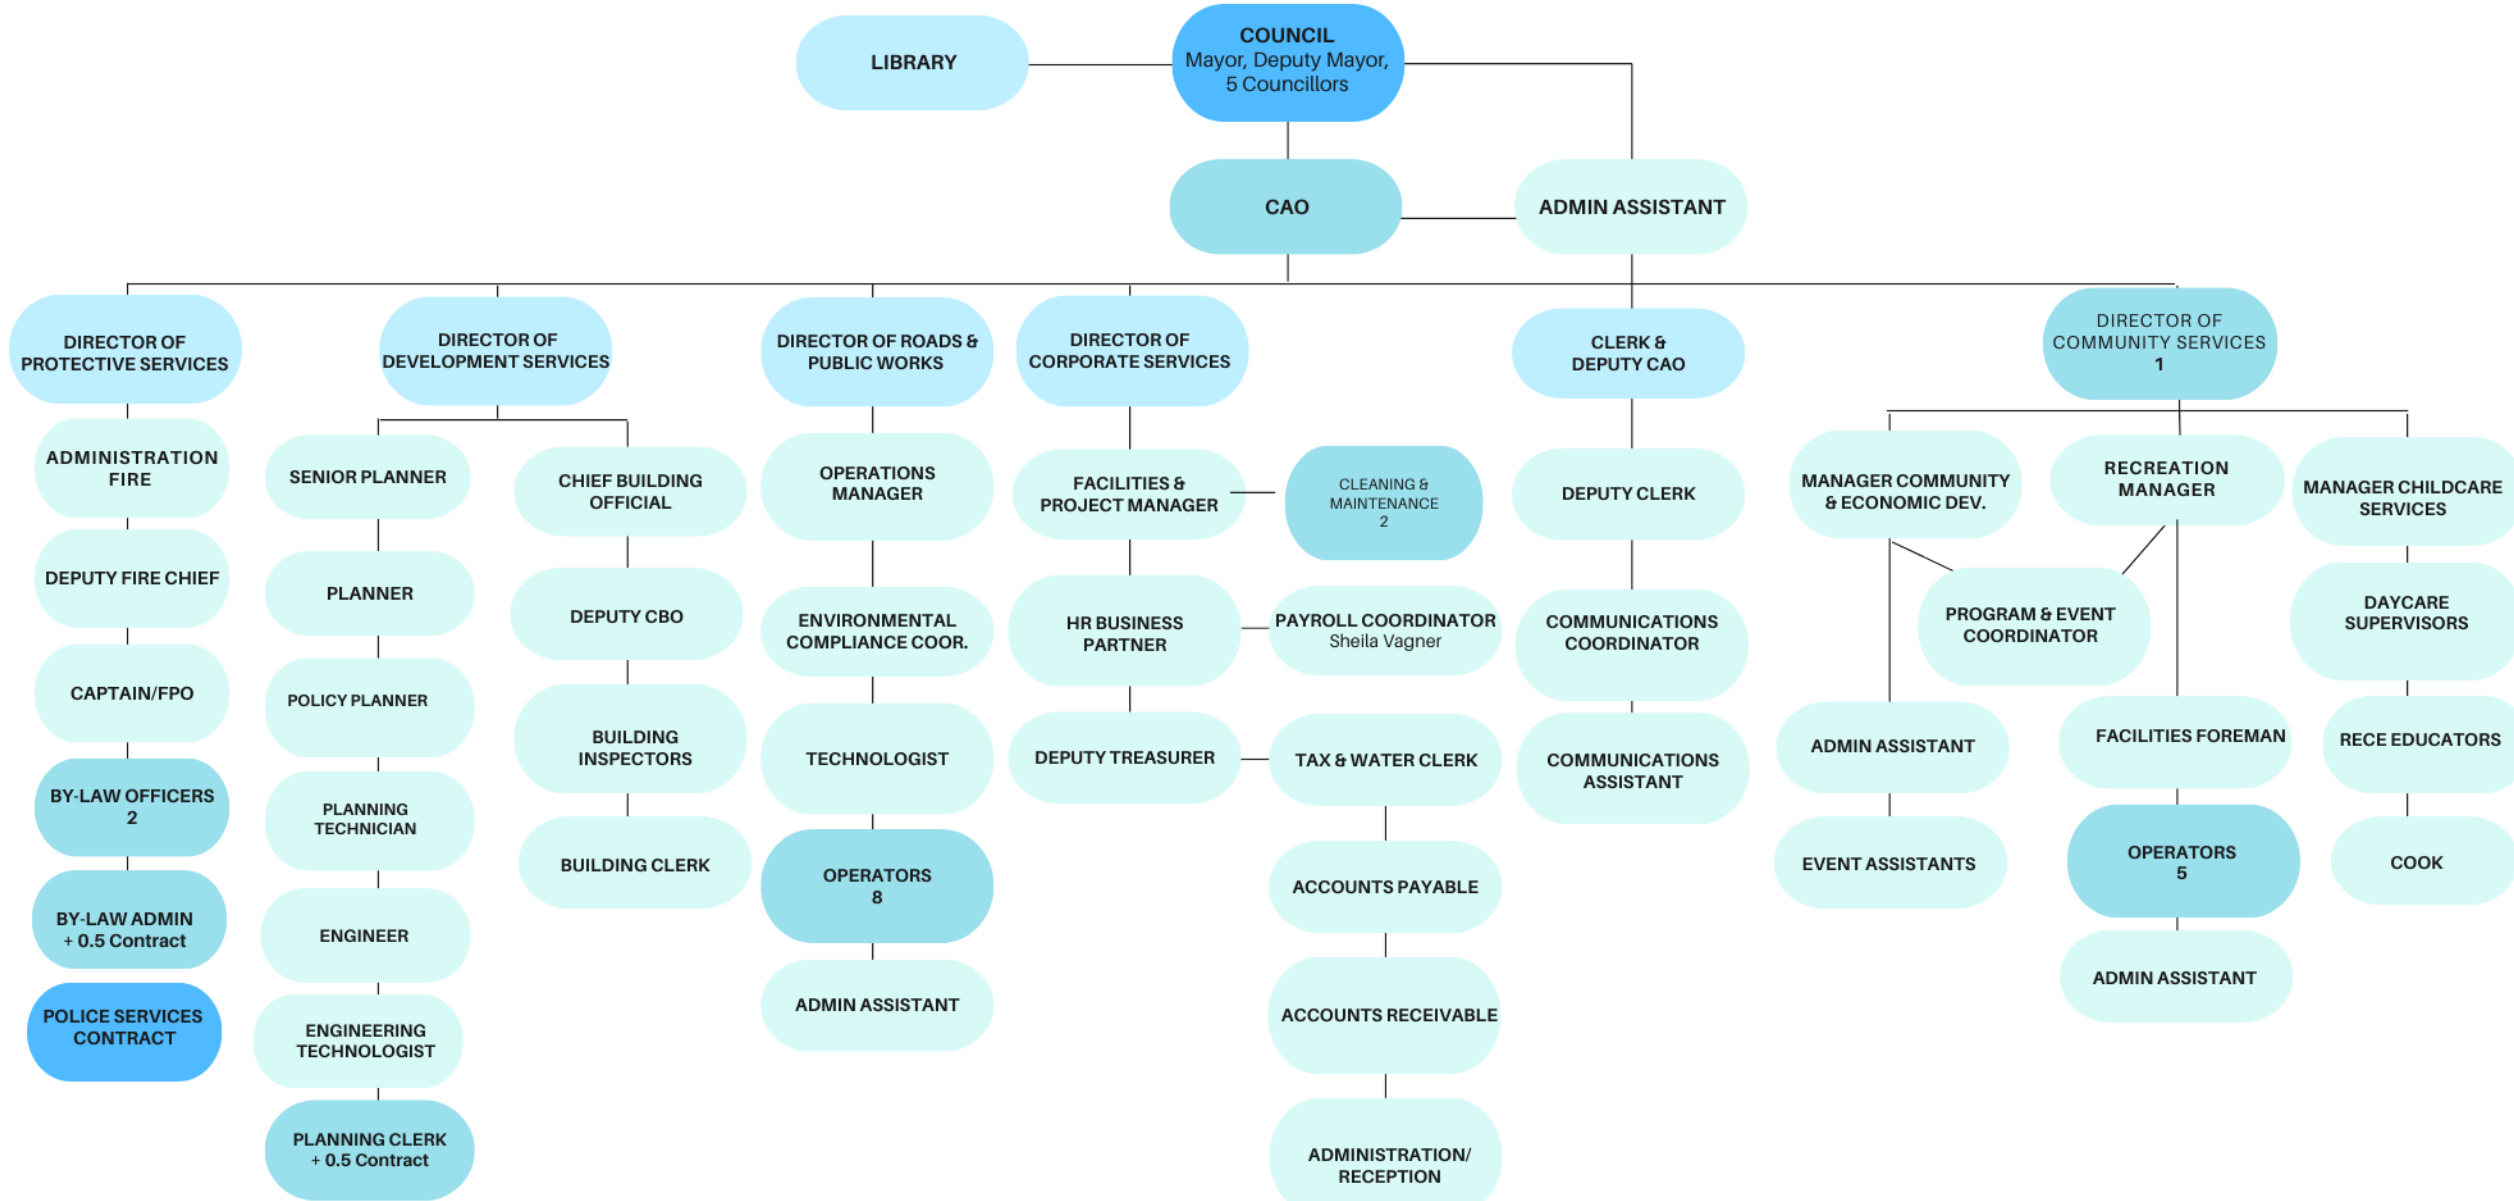 LIBRARY
COUNCIL
Mayor, Deputy Mayor,
5 Councillors
CAO
ADMIN ASSISTANT
DIRECTOR OF
PROTECTIVE SERVICES
ADMINISTRATION
FIRE
DEPUTY FIRE CHIEF
CAPTAIN/FPO
BY-LAW OFFICERS
2
BY-LAW ADMIN
+ 0.5 Contract
POLICE SERVICES
CONTRACT
DIRECTOR OF
DEVELOPMENT SERVICES
SENIOR PLANNER
PLANNER
POLICY PLANNER
PLANNING
TECHNICIAN
ENGINEER
ENGINEERING
TECHNOLOGIST
PLANNING CLERK
+ 0.5 Contract
CHIEF BUILDING
OFFICIAL
DEPUTY CBO
BUILDING
INSPECTORS
BUILDING CLERK
DIRECTOR OF ROADS &
PUBLIC WORKS
OPERATIONS
MANAGER
ENVIRONMENTAL
COMPLIANCE COOR.
TECHNOLOGIST
OPERATORS
8
ADMIN ASSISTANT
DIRECTOR OF
CORPORATE SERVICES
FACILITIES &
PROJECT MANAGER
CLEANING &
MAINTENANCE
2
HR BUSINESS
PARTNER
PAYROLL COORDINATOR
Sheila Vagner
DEPUTY TREASURER
TAX & WATER CLERK
ACCOUNTS PAYABLE
ACCOUNTS RECEIVABLE
ADMINISTRATION/
RECEPTION
CLERK &
DEPUTY CAO
DEPUTY CLERK
COMMUNICATIONS
COORDINATOR
COMMUNICATIONS
ASSISTANT
DIRECTOR OF
COMMUNITY SERVICES
1
MANAGER COMMUNITY
& ECONOMIC DEV.
PROGRAM & EVENT
COORDINATOR
ADMIN ASSISTANT
EVENT ASSISTANTS
RECREATION
MANAGER
FACILITIES FOREMAN
OPERATORS
5
ADMIN ASSISTANT
MANAGER CHILDCARE
SERVICES
DAYCARE
SUPERVISORS
RECE EDUCATORS
COOK